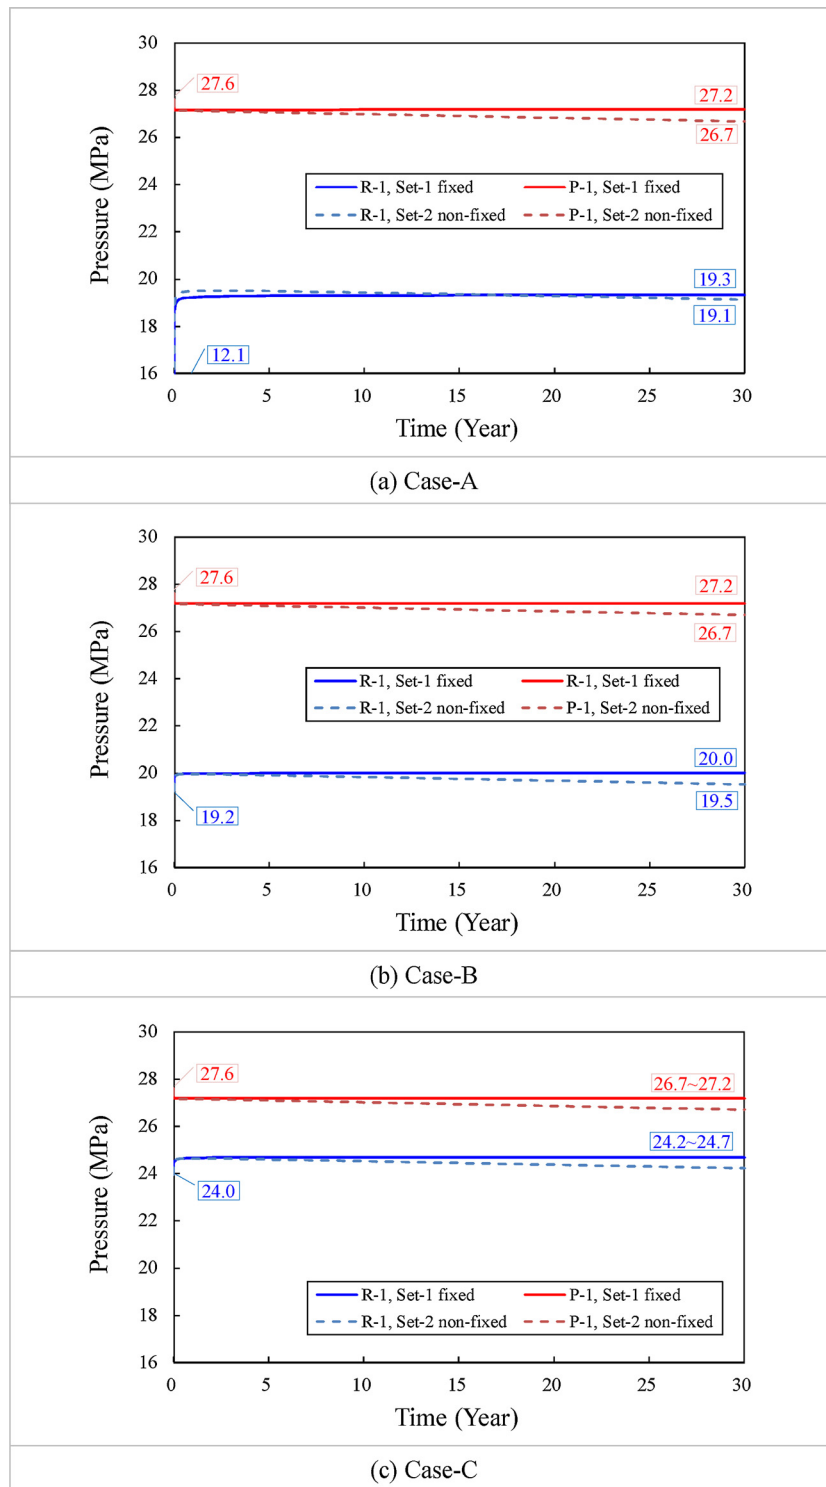 30
28
26
24
22
20
18
16
Pressure (MPa)
27.6
27.2
26.7
R-1, Set-1 fixed P-1, Set-1 fixed
R-1, Set-2 non-fixed P-1, Set-2 non-fixed
19.3
19.1
12.1
0 5 10 15 20 25 30
Time (Year)
(a) Case-A
30
28
26
24
22
20
18
16
Pressure (MPa)
27.6
27.2
26.7
R-1, Set-1 fixed R-1, Set-1 fixed
R-1, Set-2 non-fixed P-1, Set-2 non-fixed
20.0
19.5
19.2
0 5 10 15 20 25 30
Time (Year)
(b) Case-B
30
28
26
24
22
20
18
16
Pressure (MPa)
27.6
26.7~27.2
24.2~24.7
24.0
R-1, Set-1 fixed P-1, Set-1 fixed
R-1, Set-2 non-fixed P-1, Set-2 non-fixed
0 5 10 15 20 25 30
Time (Year)
(c) Case-C